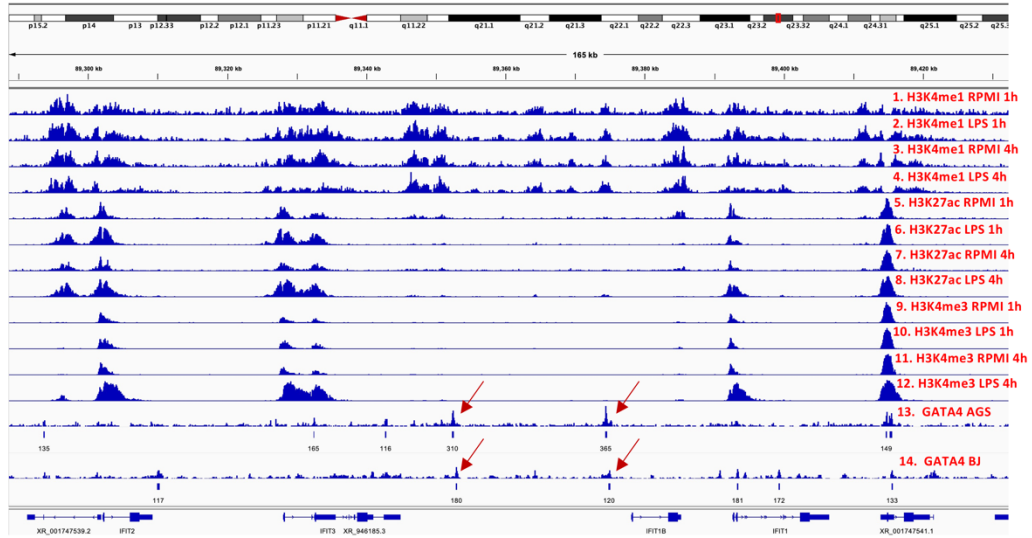 p15.2 p14 p13 p12.33 p12.2 p12.1 p11.23 p11.21 q11.1 q11.22 q21.1 q21.2 q21.3 q22.1 q22.2 q22.3 q23.1 q23.2 q23.32 q24.1 q24.31 q25.1 q25.2 q25.3
165 kb
89,300 kb 89,320 kb 89,340 kb 89,360 kb 89,380 kb 89,400 kb 89,420 kb
1. H3K4me1 RPMI 1h
2. H3K4me1 LPS 1h
3. H3K4me1 RPMI 4h
4. H3K4me1 LPS 4h
5. H3K27ac RPMI 1h
6. H3K27ac LPS 1h
7. H3K27ac RPMI 4h
8. H3K27ac LPS 4h
9. H3K4me3 RPMI 1h
10. H3K4me3 LPS 1h
11. H3K4me3 RPMI 4h
12. H3K4me3 LPS 4h
13. GATA4 AGS
135 165 116 310 365 149
14. GATA4 BJ
117 180 120 181 172 133
XR_001747539.2 IFIT2 IFIT3 XR_946185.3 IFIT1B IFIT1 XR_001747541.1